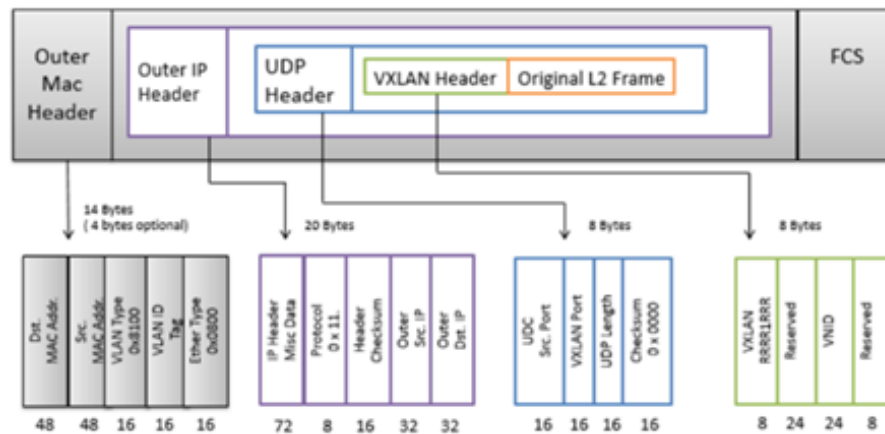 Outer
Mac
Header
Outer IP
Header
UDP
Header
VXLAN Header
Original L2 Frame
FCS
14 Bytes
( 4 bytes optional)
20 Bytes
8 Bytes
8 Bytes
Dst.
MAC Addr.
Src.
MAC Addr.
VLAN Type
0x8100
VLAN ID
Tag
Ether Type
0x0800
IP Header
Misc Data
Protocol
0 x 11.
Header
Checksum
Outer
Src. IP
Outer
Dst. IP
UDC
Src. Port
VXLAN Port
UDP Length
Checksum
0 x 0000
VXLAN
RRRR1RRR
Reserved
VNID
Reserved
48 48 16 16 16
72 8 16 32 32
16 16 16 16
8 24 24 8